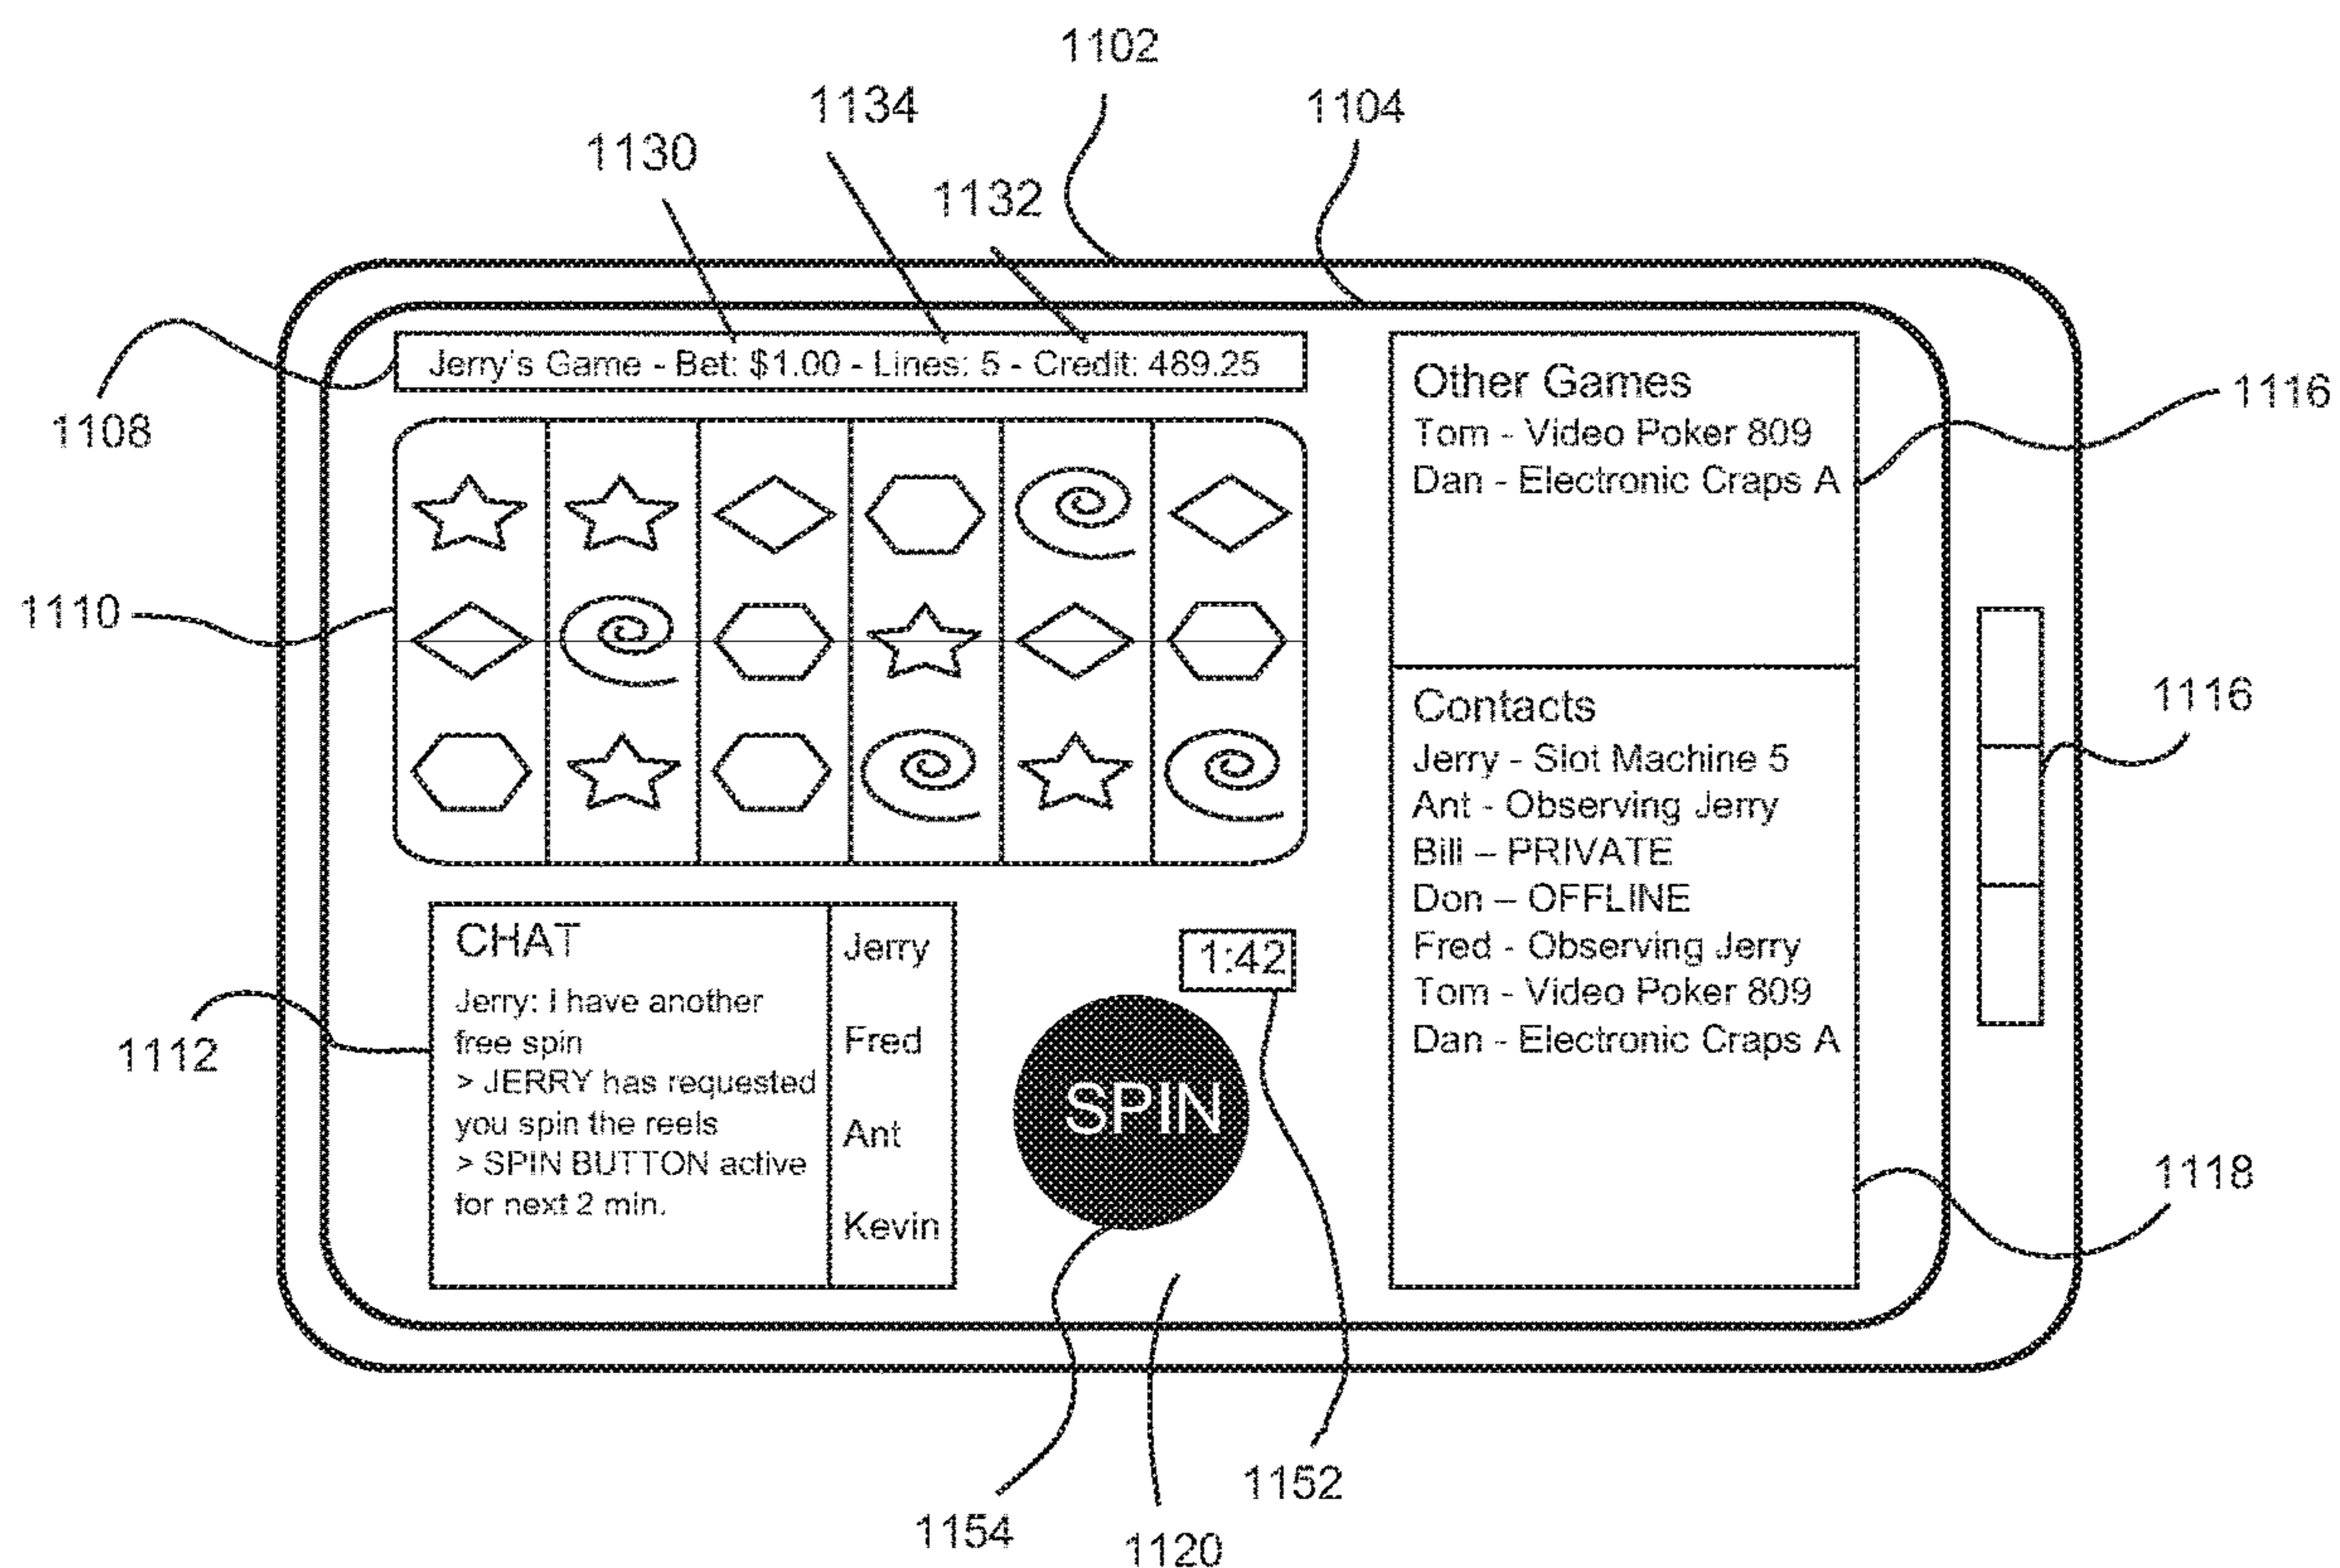 1102
1134
1104
1130
1132
Jerry's Game - Bet: $1.00 - Lines: 5 - Credit: 489.25
1108
Other Games
Tom - Video Poker 809
Dan - Electronic Craps A
1116
1110
Contacts
Jerry - Slot Machine 5
Ant - Observing Jerry
Bill – PRIVATE
Don – OFFLINE
Fred - Observing Jerry
Tom - Video Poker 809
Dan - Electronic Craps A
1116
CHAT
Jerry: I have another
free spin
> JERRY has requested
you spin the reels
> SPIN BUTTON active
for next 2 min.
Jerry
Fred
Ant
Kevin
1:42
SPIN
1112
1118
1152
1154
1120